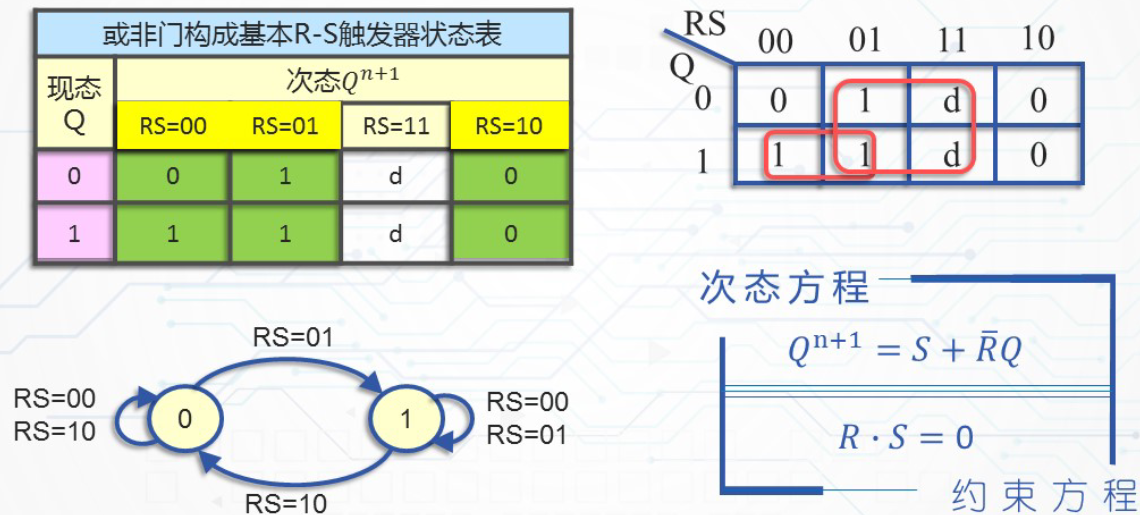 或非门构成基本R-S触发器状态表
现态 Q 次态Qⁿ⁺¹
RS=00 RS=01 RS=11 RS=10
0 0 1 d 0
1 1 1 d 0
RS 00 01 11 10
Q
0 0 1 d 0
1 1 1 d 0
RS=01
RS=00
RS=10
0
1
RS=00
RS=01
RS=10
次态方程
Qⁿ⁺¹ = S + R̄Q
R · S = 0
约束方程